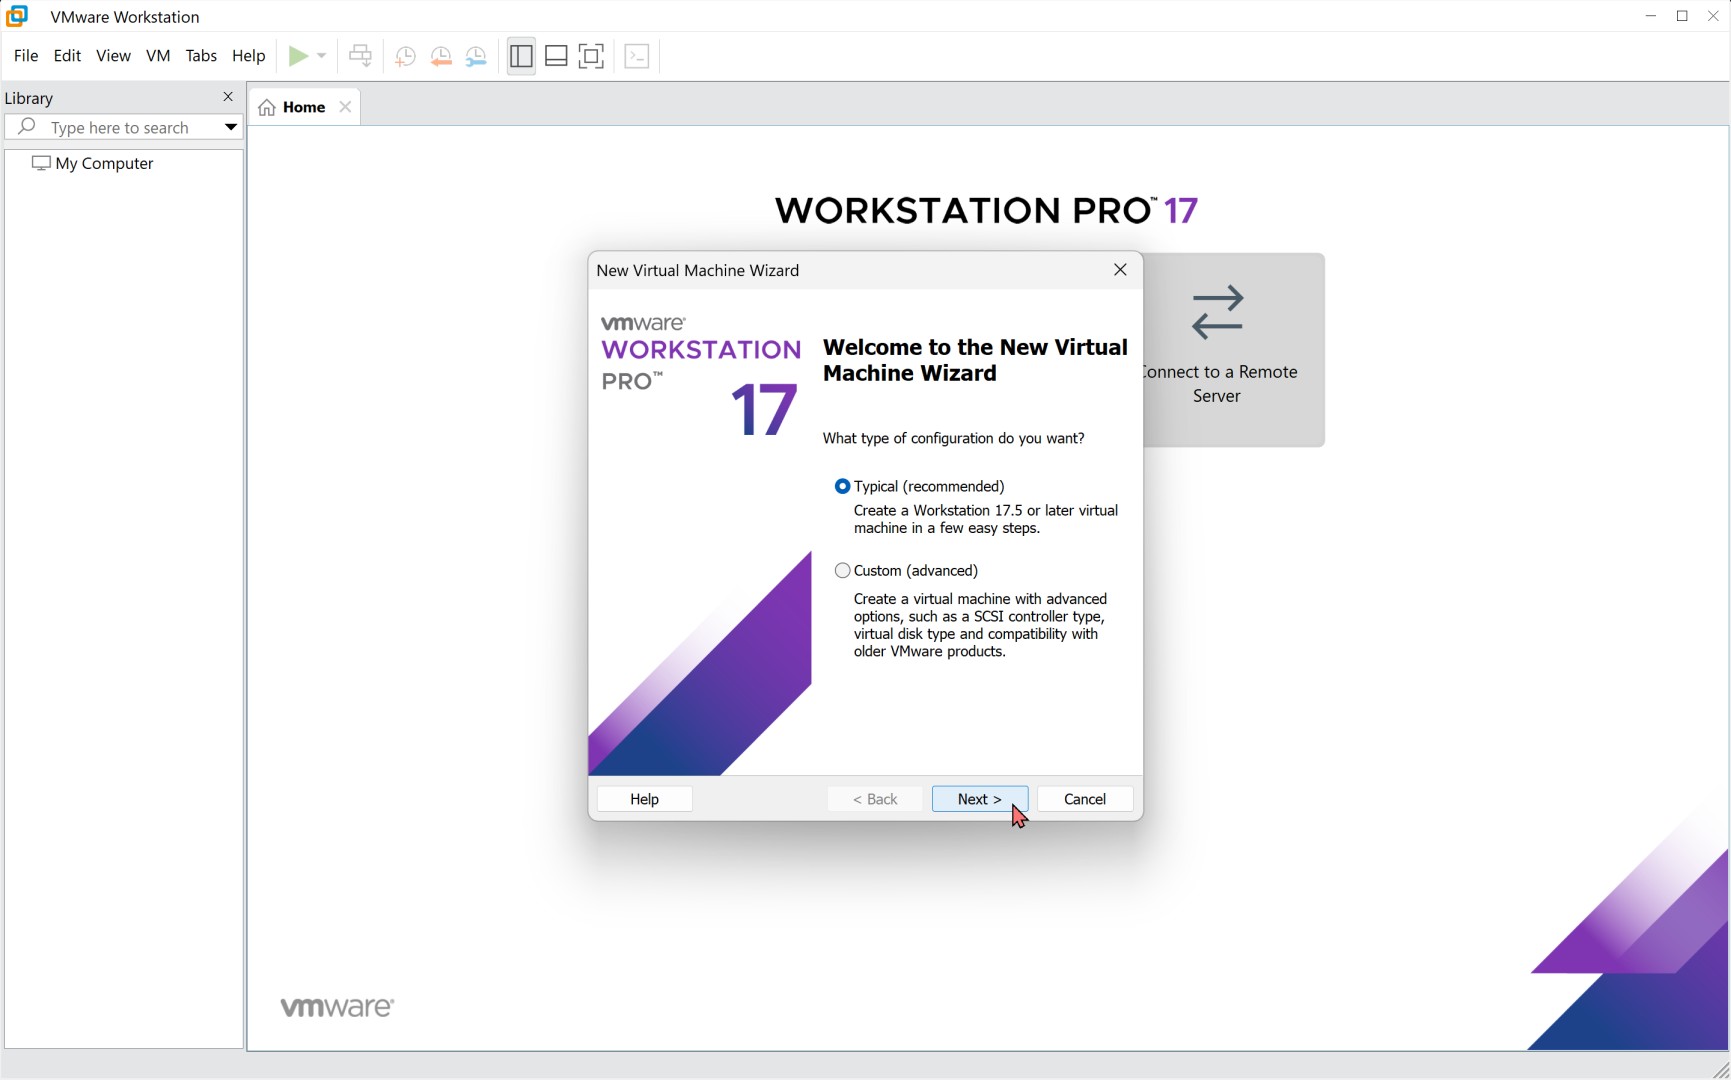 VMware Workstation
File Edit View VM Tabs Help
Library
Home
Type here to search
My Computer
WORKSTATION PRO™ 17
New Virtual Machine Wizard
vmware®
WORKSTATION
PRO™
17
Welcome to the New Virtual
Machine Wizard
What type of configuration do you want?
Typical (recommended)
Create a Workstation 17.5 or later virtual
machine in a few easy steps.
Custom (advanced)
Create a virtual machine with advanced
options, such as a SCSI controller type,
virtual disk type and compatibility with
older VMware products.
Help < Back Next > Cancel
onnect to a Remote
Server
vmware®